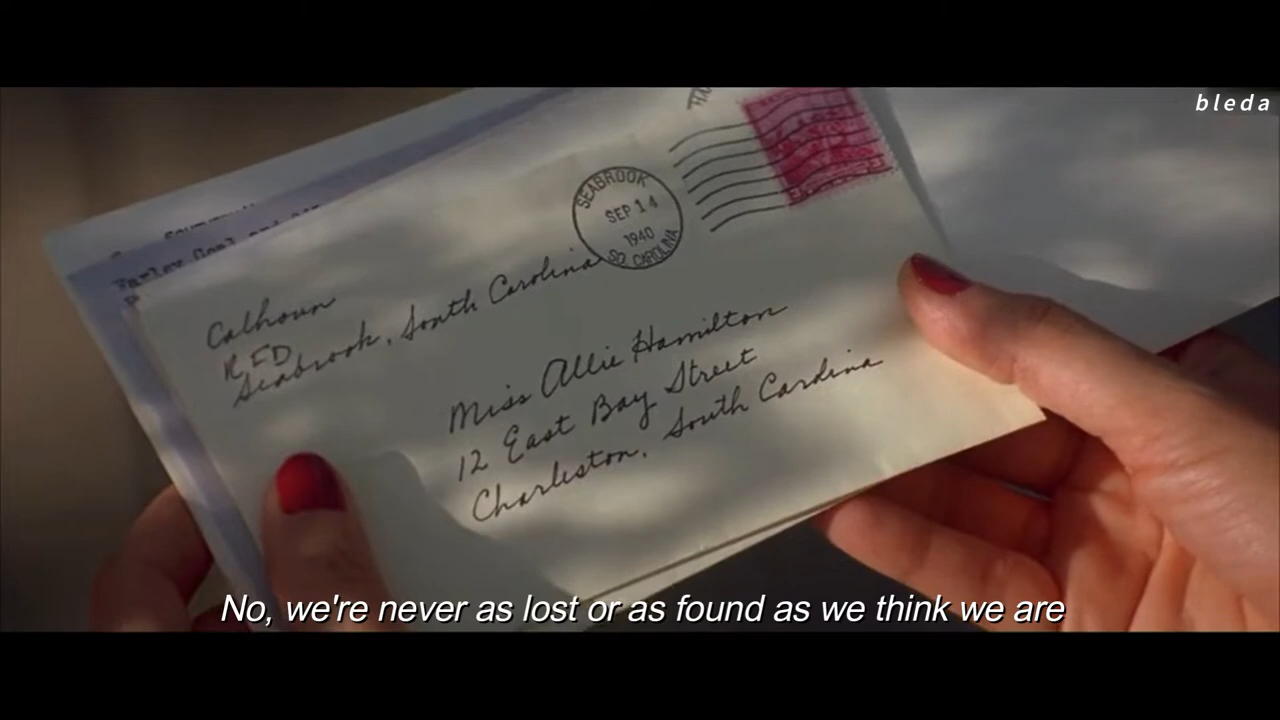 bleda
SEABROOK
SEP 14
1940
SO CAROLINA
Calhoun
RFD
Seabrook, South Carolina
Miss Allie Hamilton
12 East Bay Street
Charleston, South Carolina
No, we're never as lost or as found as we think we are